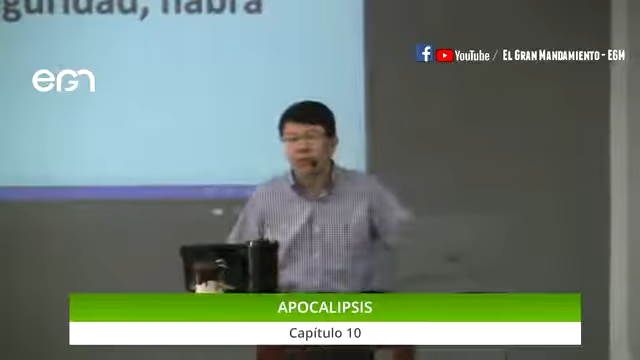 guridad, habrá
YouTube / El Gran Mandamiento - EGM
EGM
APOCALIPSIS
Capítulo 10